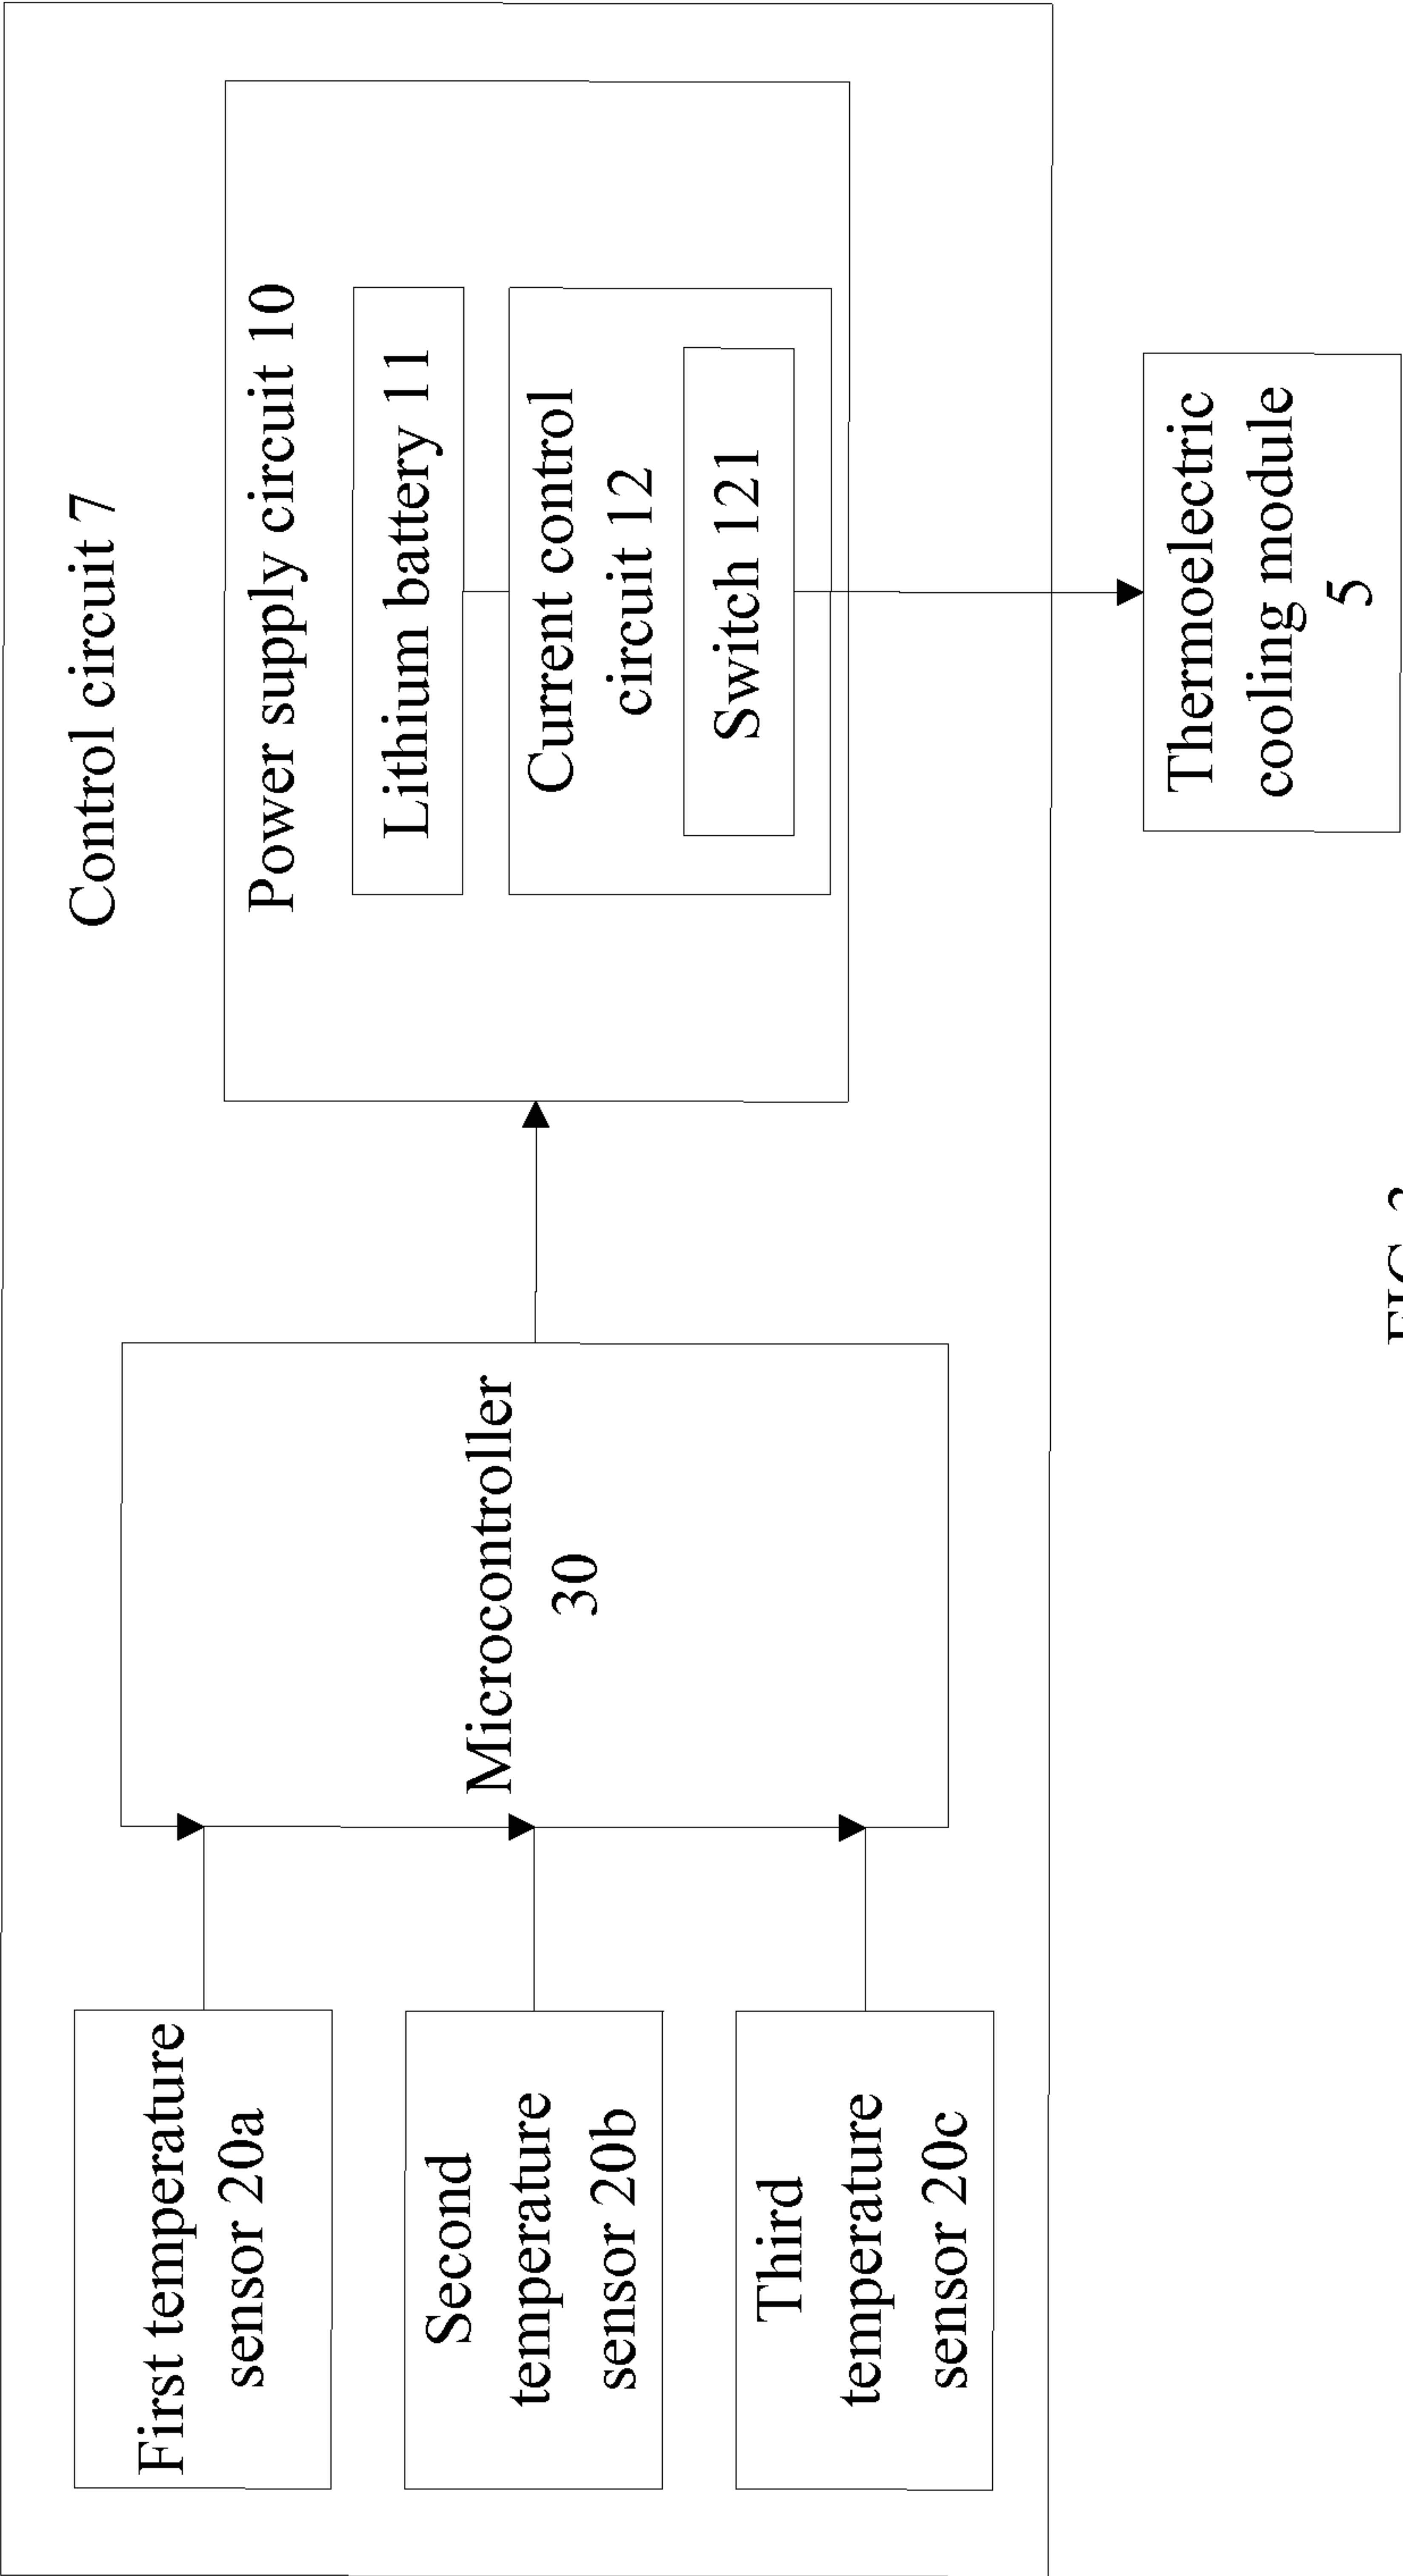 Control circuit 7
First temperature
sensor 20a
Second
temperature
sensor 20b
Third
temperature
sensor 20c
Microcontroller
30
Power supply circuit 10
Lithium battery 11
Current control
circuit 12
Switch 121
Thermoelectric
cooling module
5
FIG.